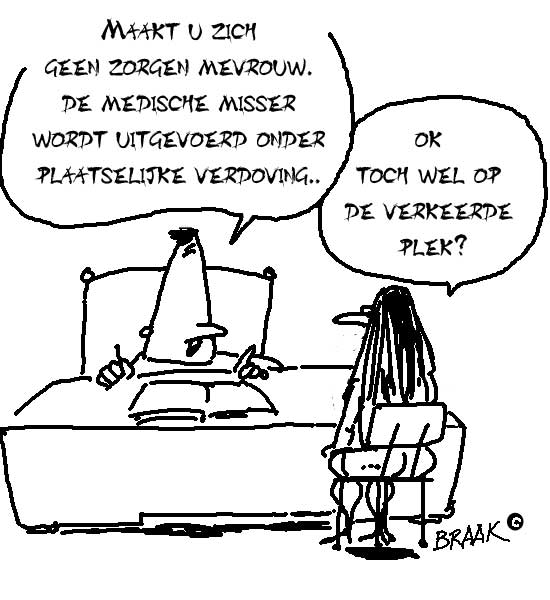 MAAKT U ZICH
GEEN ZORGEN MEVROUW.
DE MEDISCHE MISSER
WORDT UITGEVOERD ONDER
PLAATSELIJKE VERDOVING..
OK
TOCH WEL OP
DE VERKEERDE
PLEK?
BRAAK